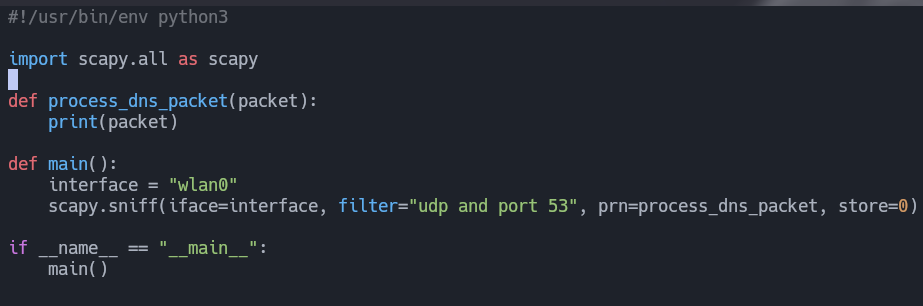 #!/usr/bin/env python3
import scapy.all as scapy
def process_dns_packet(packet):
    print(packet)
def main():
    interface = "wlan0"
    scapy.sniff(iface=interface, filter="udp and port 53", prn=process_dns_packet, store=0)
if __name__ == "__main__":
    main()